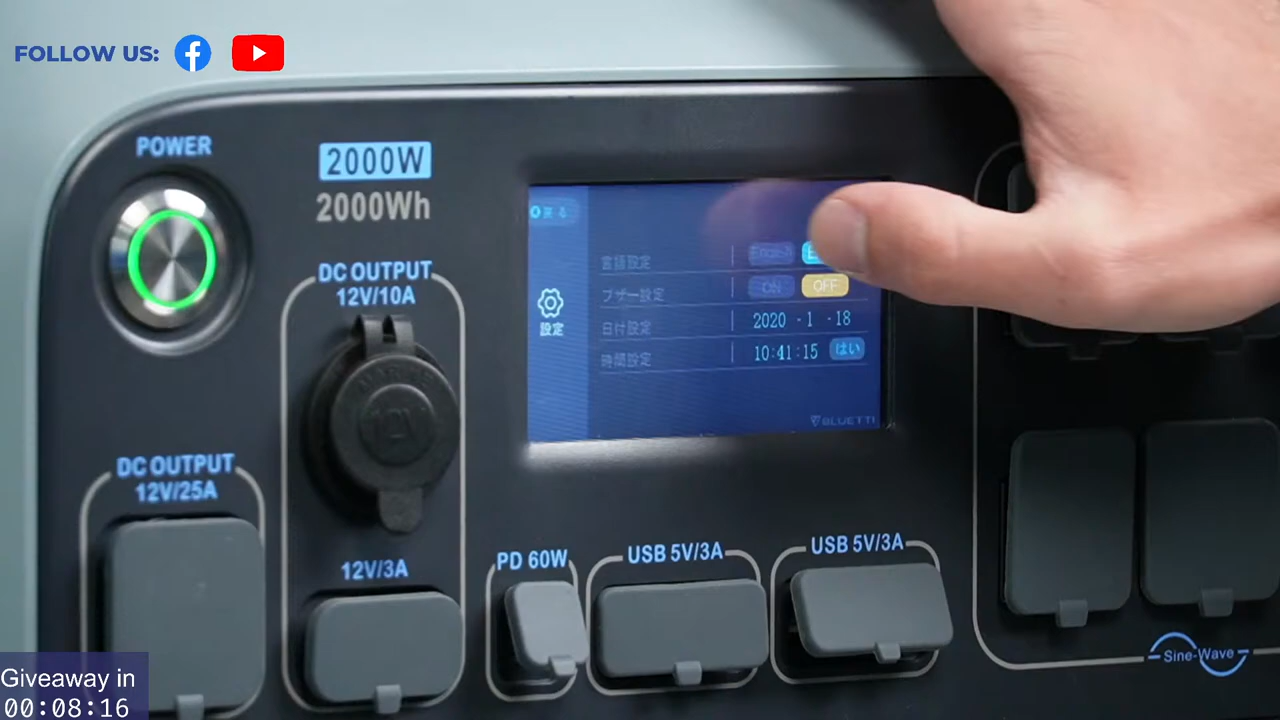 FOLLOW US:
POWER
2000W
2000Wh
DC OUTPUT
12V/10A
戻る
設定
言語設定
English
ブザー設定
ON
OFF
日付設定
2020 - 1 - 18
時間設定
10:41:15
はい
BLUETTI
DC OUTPUT
12V/25A
12V
12V/3A
PD 60W
USB 5V/3A
USB 5V/3A
Sine-Wave
Giveaway in
00:08:16